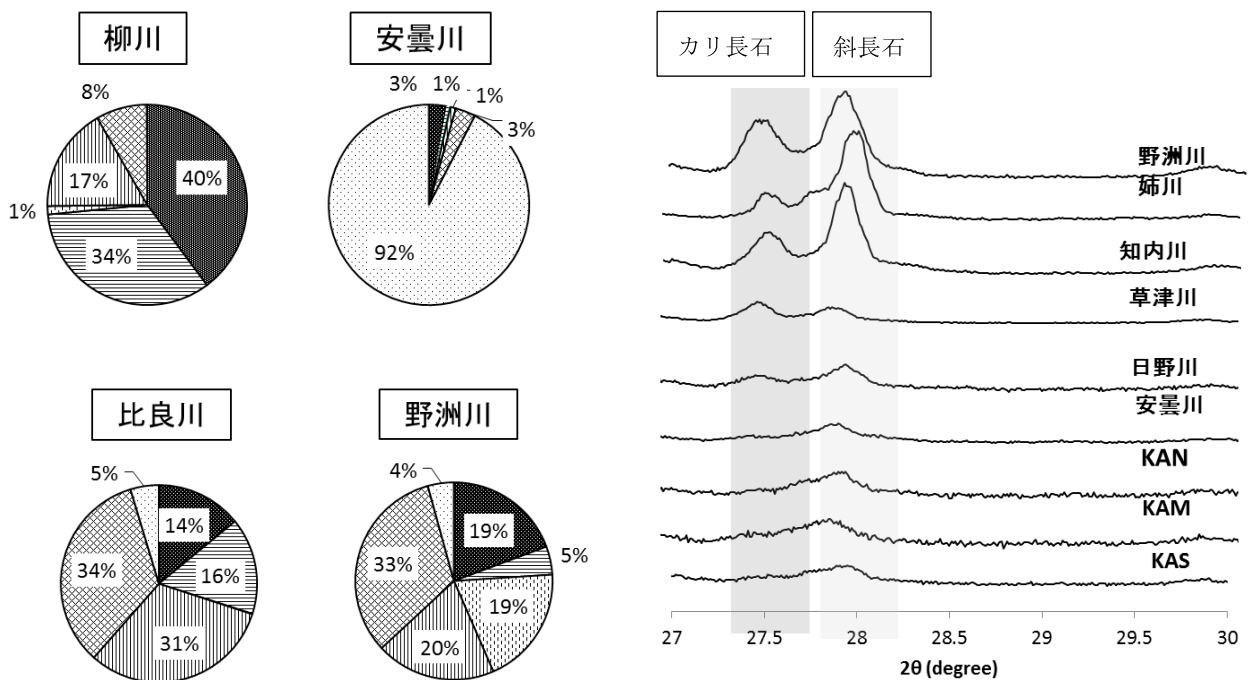 柳川
8%
40%
17%
1%
34%
安曇川
3%
1%
1%
3%
92%
比良川
5%
14%
34%
16%
31%
野洲川
4%
19%
5%
33%
19%
20%
カリ長石
斜長石
野洲川
姉川
知内川
草津川
日野川
安曇川
KAN
KAM
KAS
27
27.5
28
28.5
29
29.5
30
2θ (degree)